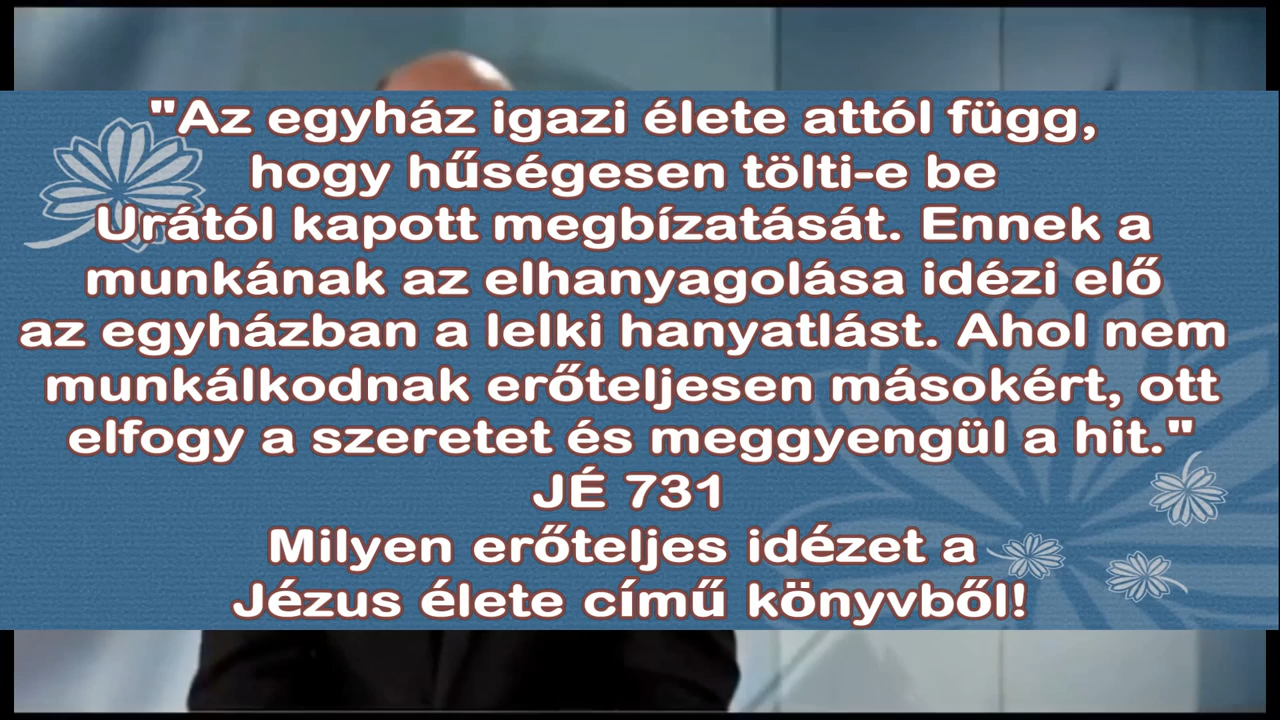 "Az egyház igazi élete attól függ,
hogy hűségesen tölti-e be
Urától kapott megbízatását. Ennek a
munkának az elhanyagolása idézi elő
az egyházban a lelki hanyatlást. Ahol nem
munkálkodnak erőteljesen másokért, ott
elfogy a szeretet és meggyengül a hit."
JÉ 731
Milyen erőteljes idézet a
Jézus élete című könyvből!